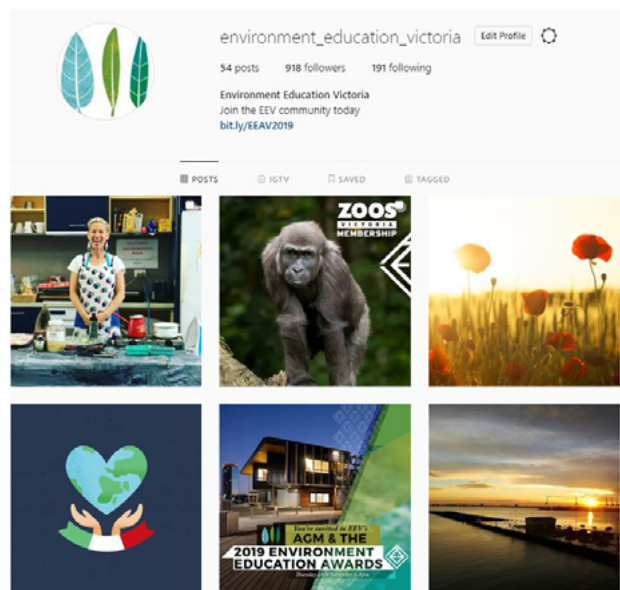 environment_education_victoria Edit Profile
54 posts 918 followers 191 following
Environment Education Victoria
Join the EEV community today
bit.ly/EEAV2019
POSTS IGTV SAVED TAGGED
ZOOS
VICTORIA
MEMBERSHIP
You're invited to EEV's
AGM & THE
2019 ENVIRONMENT
EDUCATION AWARDS
Thursday